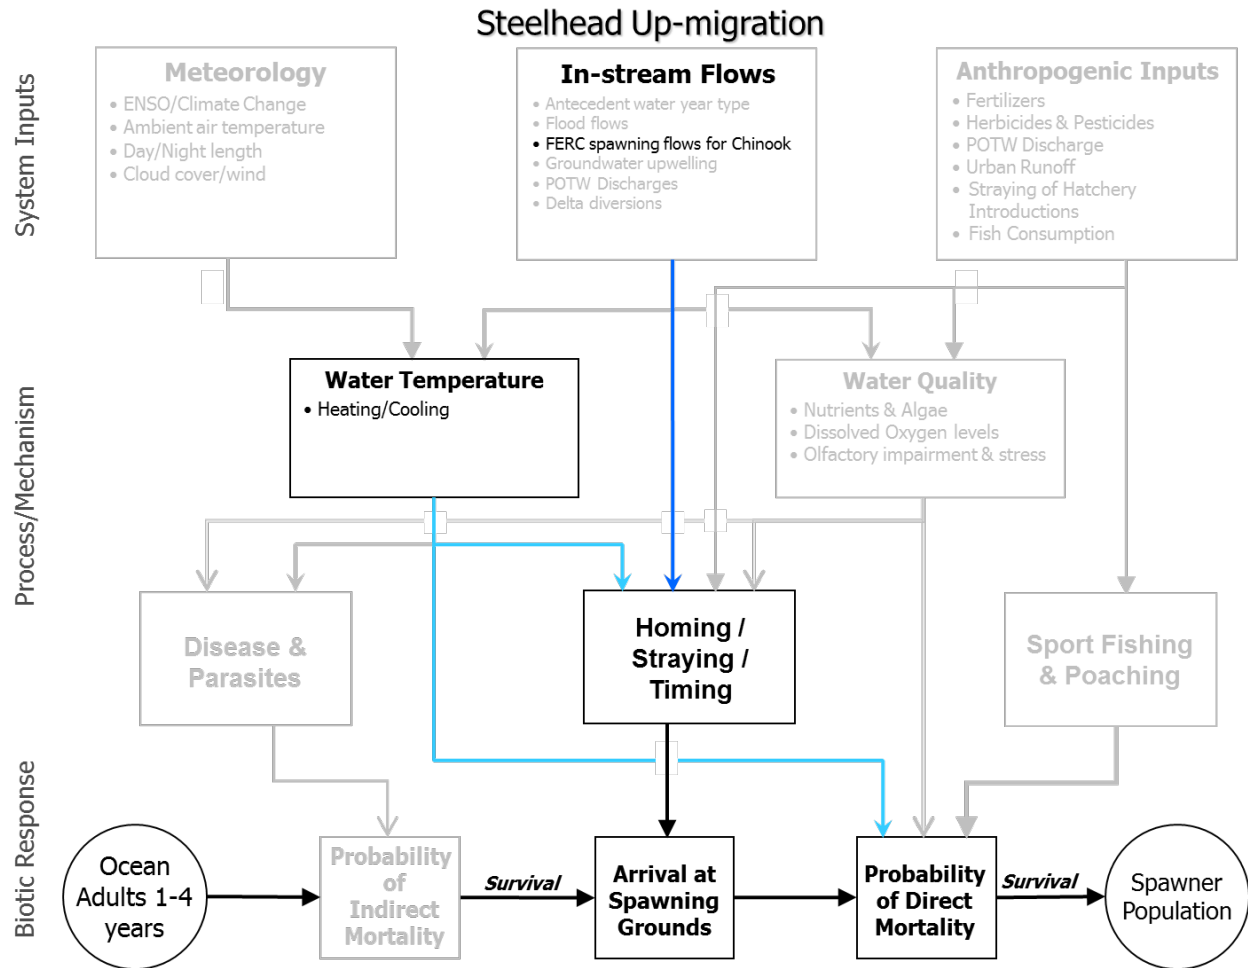 Steelhead Up-migration
System Inputs
Meteorology
• ENSO/Climate Change
• Ambient air temperature
• Day/Night length
• Cloud cover/wind
In-stream Flows
• Antecedent water year type
• Flood flows
• FERC spawning flows for Chinook
• Groundwater upwelling
• POTW Discharges
• Delta diversions
Anthropogenic Inputs
• Fertilizers
• Herbicides & Pesticides
• POTW Discharge
• Urban Runoff
• Straying of Hatchery
Introductions
• Fish Consumption
Process/Mechanism
Water Temperature
• Heating/Cooling
Water Quality
• Nutrients & Algae
• Dissolved Oxygen levels
• Olfactory impairment & stress
Disease &
Parasites
Homing /
Straying /
Timing
Sport Fishing
& Poaching
Biotic Response
Ocean
Adults 1-4
years
Probability
of
Indirect
Mortality
Survival
Arrival at
Spawning
Grounds
Probability
of Direct
Mortality
Survival
Spawner
Population